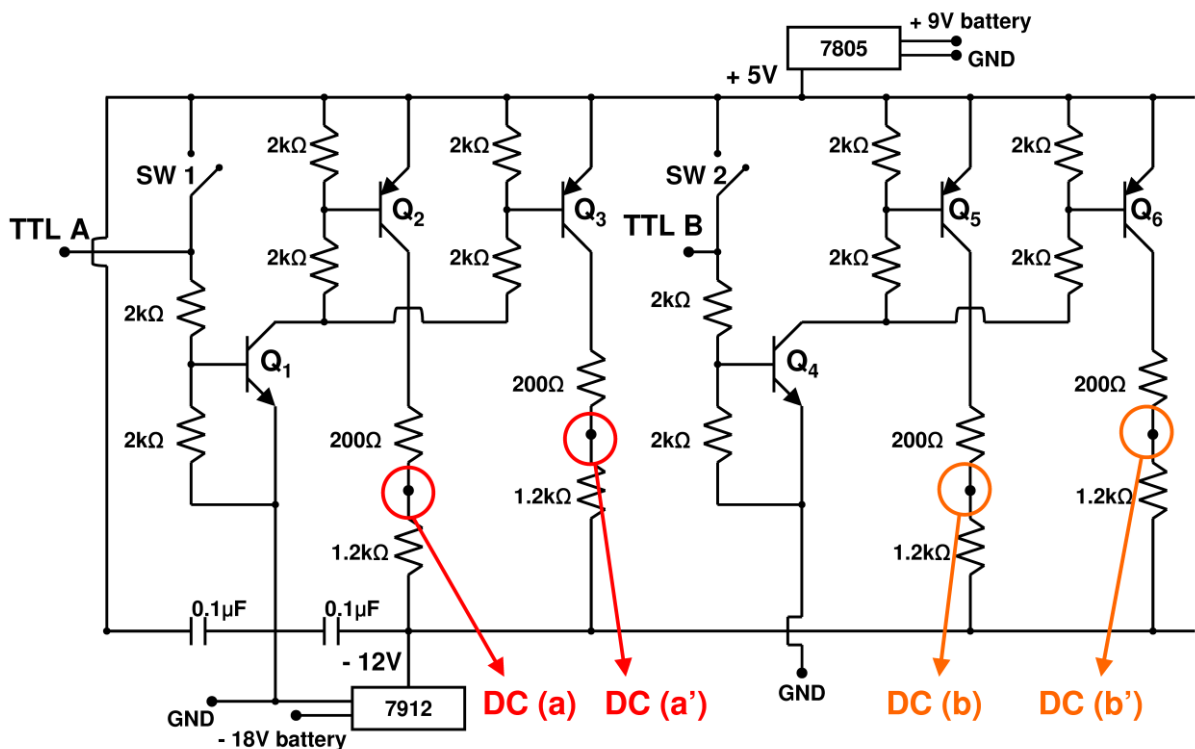 + 9V battery
7805
GND
+ 5V
2kΩ
2kΩ
2kΩ
2kΩ
SW 1
SW 2
Q2
Q3
Q5
Q6
TTL A
TTL B
2kΩ
2kΩ
2kΩ
2kΩ
2kΩ
2kΩ
Q1
Q4
200Ω
200Ω
2kΩ
200Ω
2kΩ
200Ω
1.2kΩ
1.2kΩ
1.2kΩ
1.2kΩ
0.1µF
0.1µF
- 12V
GND
7912
- 18V battery
DC (a)
DC (a’)
GND
DC (b)
DC (b’)